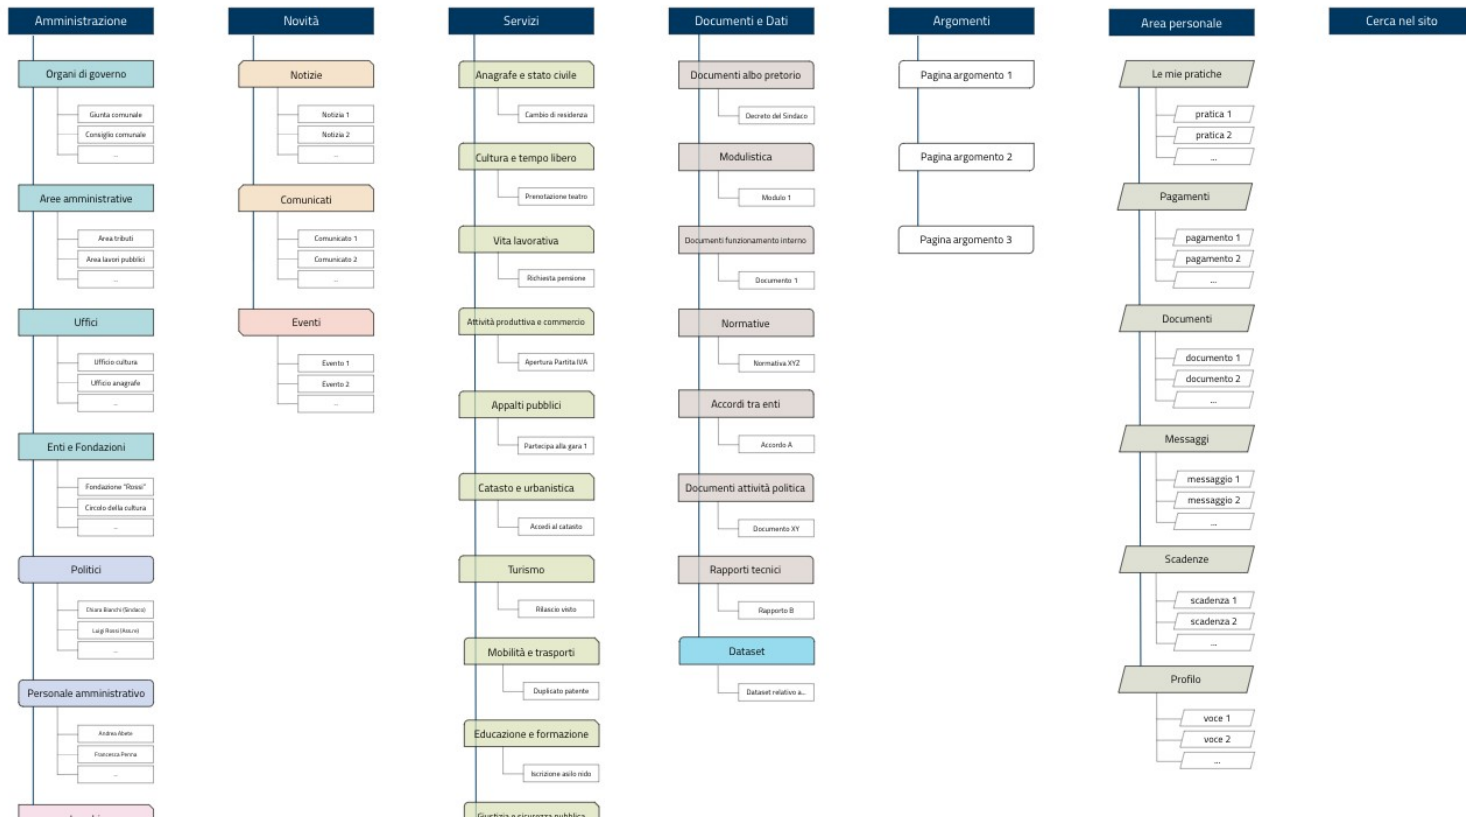 Amministrazione
Organi di governo
Giunta comunale
Consiglio comunale
...
Aree amministrative
Area tributi
Area lavori pubblici
...
Uffici
Ufficio cultura
Ufficio anagrafe
...
Enti e Fondazioni
Fondazione "Rossi"
Circolo della cultura
...
Politici
Chiara Bianchi (Sindaco)
Luigi Rossi
...
Personale amministrativo
Andrea Abete
Francesca Penna
...
Novità
Notizie
Notizia 1
Notizia 2
...
Comunicati
Comunicato 1
Comunicato 2
...
Eventi
Evento 1
Evento 2
...
Servizi
Anagrafe e stato civile
Cambio di residenza
Cultura e tempo libero
Prenotazione teatro
Vita lavorativa
Richiesta pensione
Attività produttiva e commercio
Apertura Partita IVA
Appalti pubblici
Partecipa alla gara 1
Catasto e urbanistica
Accedi al catasto
Turismo
Rilascio visto
Mobilità e trasporti
Duplicato patente
Educazione e formazione
Iscrizione asilo nido
Giustizia e sicurezza pubblica
Documenti e Dati
Documenti albo pretorio
Decreto del Sindaco
Modulistica
Modulo 1
Documenti funzionamento interno
Documento 1
Normative
Normativa XYZ
Accordi tra enti
Accordo A
Documenti attività politica
Documento XY
Rapporti tecnici
Rapporto B
Dataset
Dataset relativo a...
Argomenti
Pagina argomento 1
Pagina argomento 2
Pagina argomento 3
Area personale
Le mie pratiche
pratica 1
pratica 2
...
Pagamenti
pagamento 1
pagamento 2
...
Documenti
documento 1
documento 2
...
Messaggi
messaggio 1
messaggio 2
...
Scadenze
scadenza 1
scadenza 2
...
Profilo
voce 1
voce 2
...
Cerca nel sito